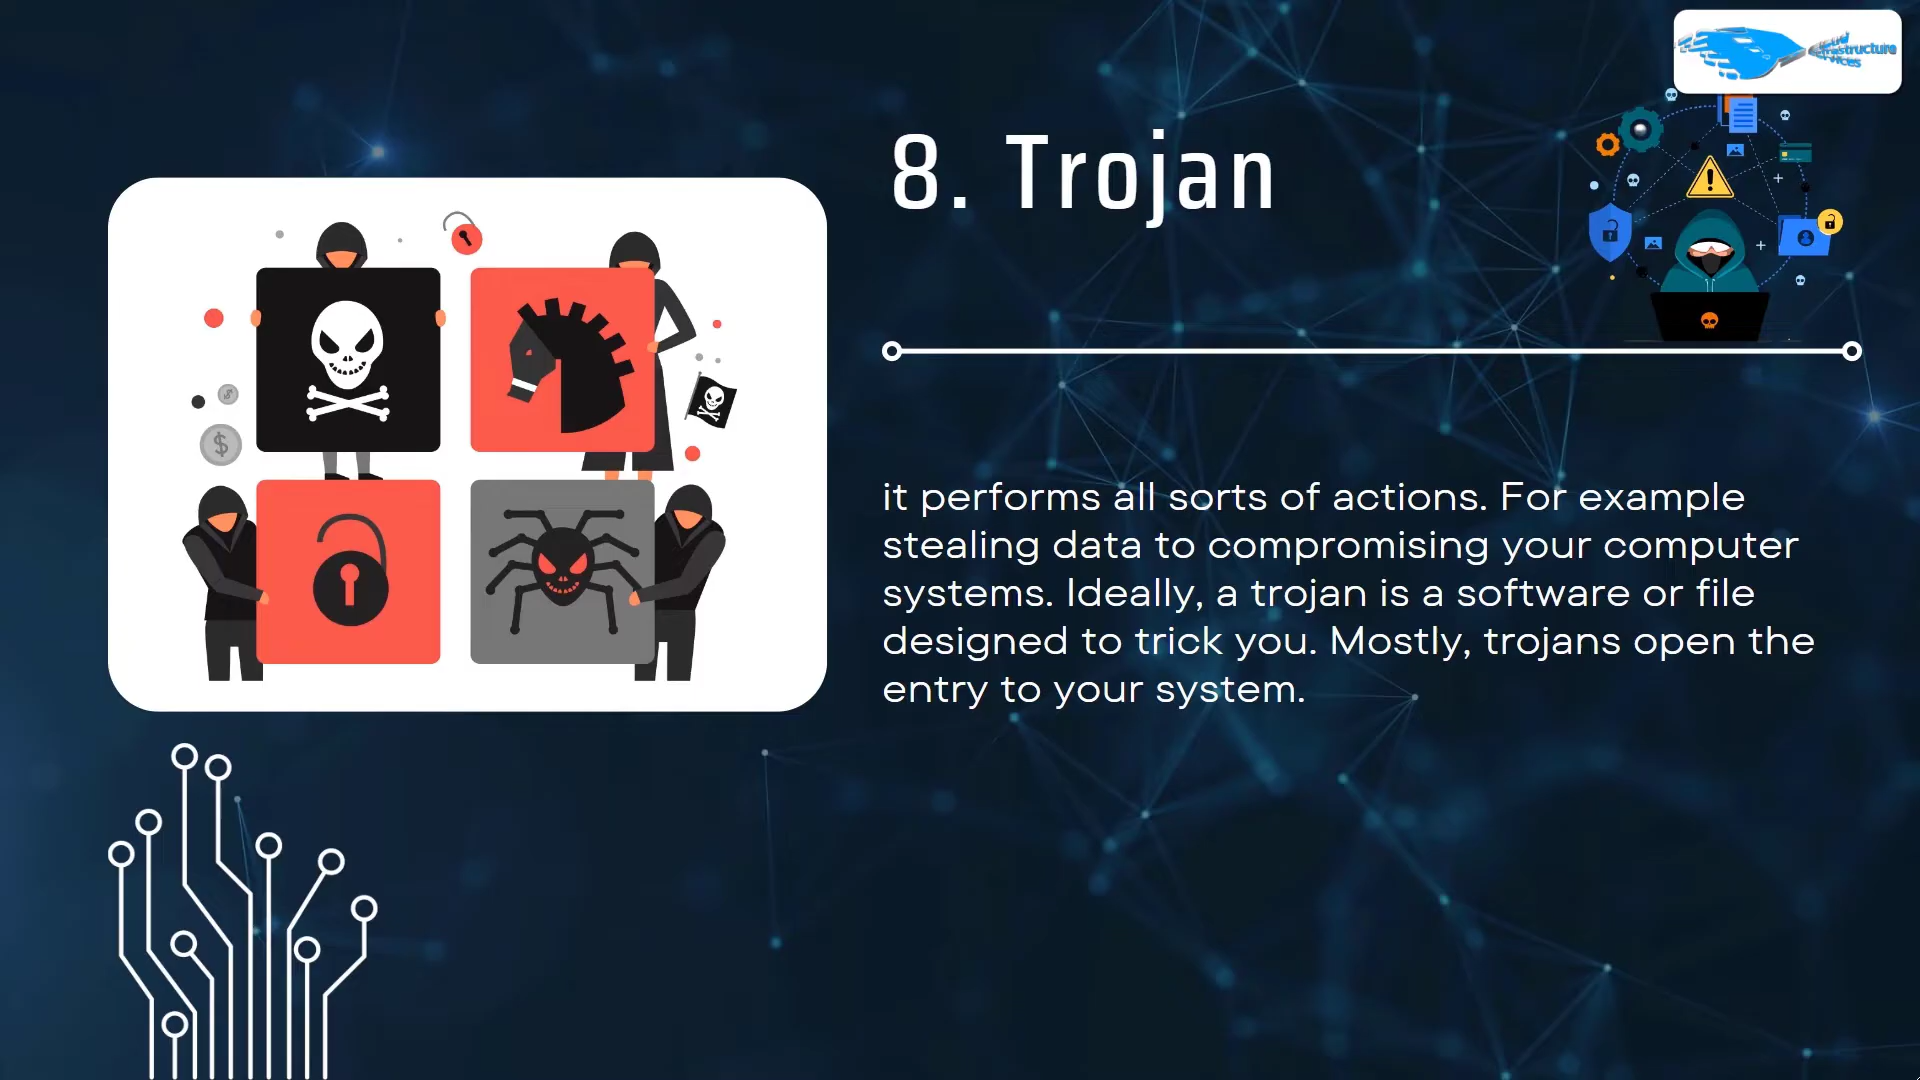 8. Trojan
it performs all sorts of actions. For example
stealing data to compromising your computer
systems. Ideally, a trojan is a software or file
designed to trick you. Mostly, trojans open the
entry to your system.
$